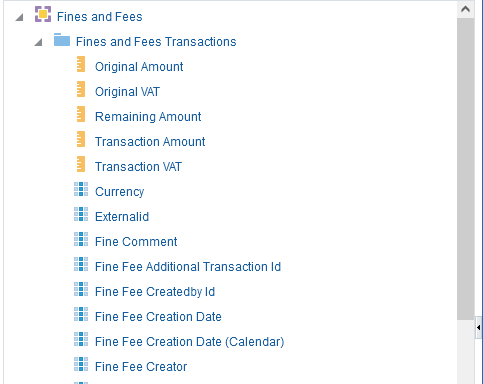 Fines and Fees
Fines and Fees Transactions
Original Amount
Original VAT
Remaining Amount
Transaction Amount
Transaction VAT
Currency
Externalid
Fine Comment
Fine Fee Additional Transaction Id
Fine Fee Createdby Id
Fine Fee Creation Date
Fine Fee Creation Date (Calendar)
Fine Fee Creator